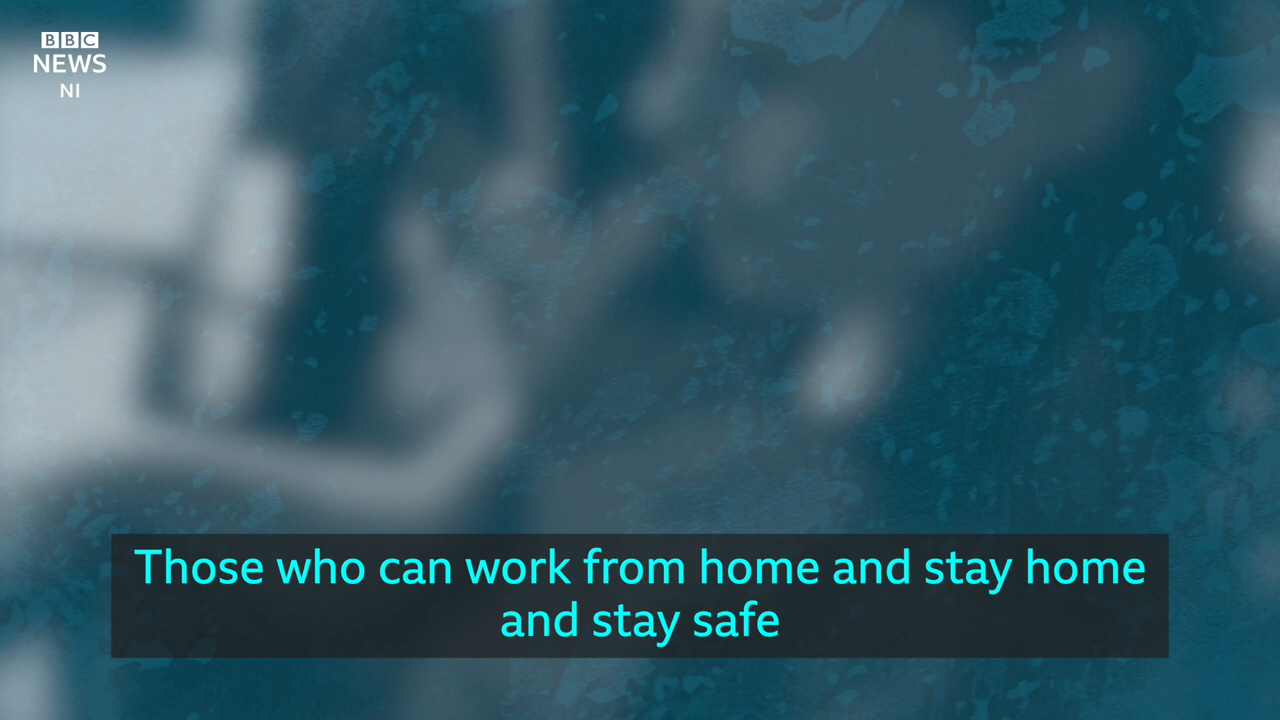 BBC
NEWS
NI
Those who can work from home and stay home
and stay safe